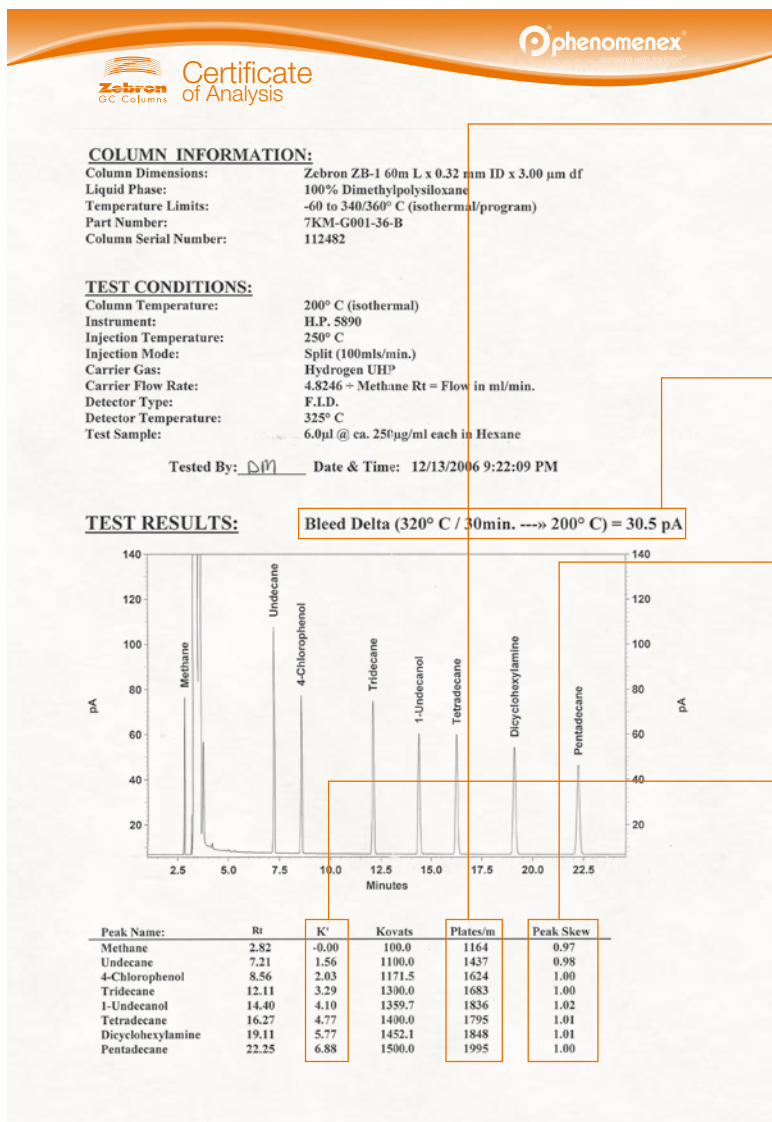 phenomenex
breaking with tradition
Zebron
GC Columns
Certificate
of Analysis
COLUMN INFORMATION:
Column Dimensions: Zebron ZB-1 60m L x 0.32 mm ID x 3.00 µm df
Liquid Phase: 100% Dimethylpolysiloxane
Temperature Limits: -60 to 340/360° C (isothermal/program)
Part Number: 7KM-G001-36-B
Column Serial Number: 112482
TEST CONDITIONS:
Column Temperature: 200° C (isothermal)
Instrument: H.P. 5890
Injection Temperature: 250° C
Injection Mode: Split (100mls/min.)
Carrier Gas: Hydrogen UHP
Carrier Flow Rate: 4.8246 ÷ Methane Rt = Flow in ml/min.
Detector Type: F.I.D.
Detector Temperature: 325° C
Test Sample: 6.0µl @ ca. 250µg/ml each in Hexane
Tested By: DM Date & Time: 12/13/2006 9:22:09 PM
TEST RESULTS: Bleed Delta (320° C / 30min. ---» 200° C) = 30.5 pA
140 140
120 120
100 100
80 80
60 60
40 40
20 20
pA
pA
Methane
Undecane
4-Chlorophenol
Tridecane
1-Undecanol
Tetradecane
Dicyclohexylamine
Pentadecane
2.5 5.0 7.5 10.0 12.5 15.0 17.5 20.0 22.5
Minutes
Peak Name: Rt K' Kovats Plates/m Peak Skew
Methane 2.82 -0.00 100.0 1164 0.97
Undecane 7.21 1.56 1100.0 1437 0.98
4-Chlorophenol 8.56 2.03 1171.5 1624 1.00
Tridecane 12.11 3.29 1300.0 1683 1.00
1-Undecanol 14.40 4.10 1359.7 1836 1.02
Tetradecane 16.27 4.77 1400.0 1795 1.01
Dicyclohexylamine 19.11 5.77 1452.1 1848 1.01
Pentadecane 22.25 6.88 1500.0 1995 1.00